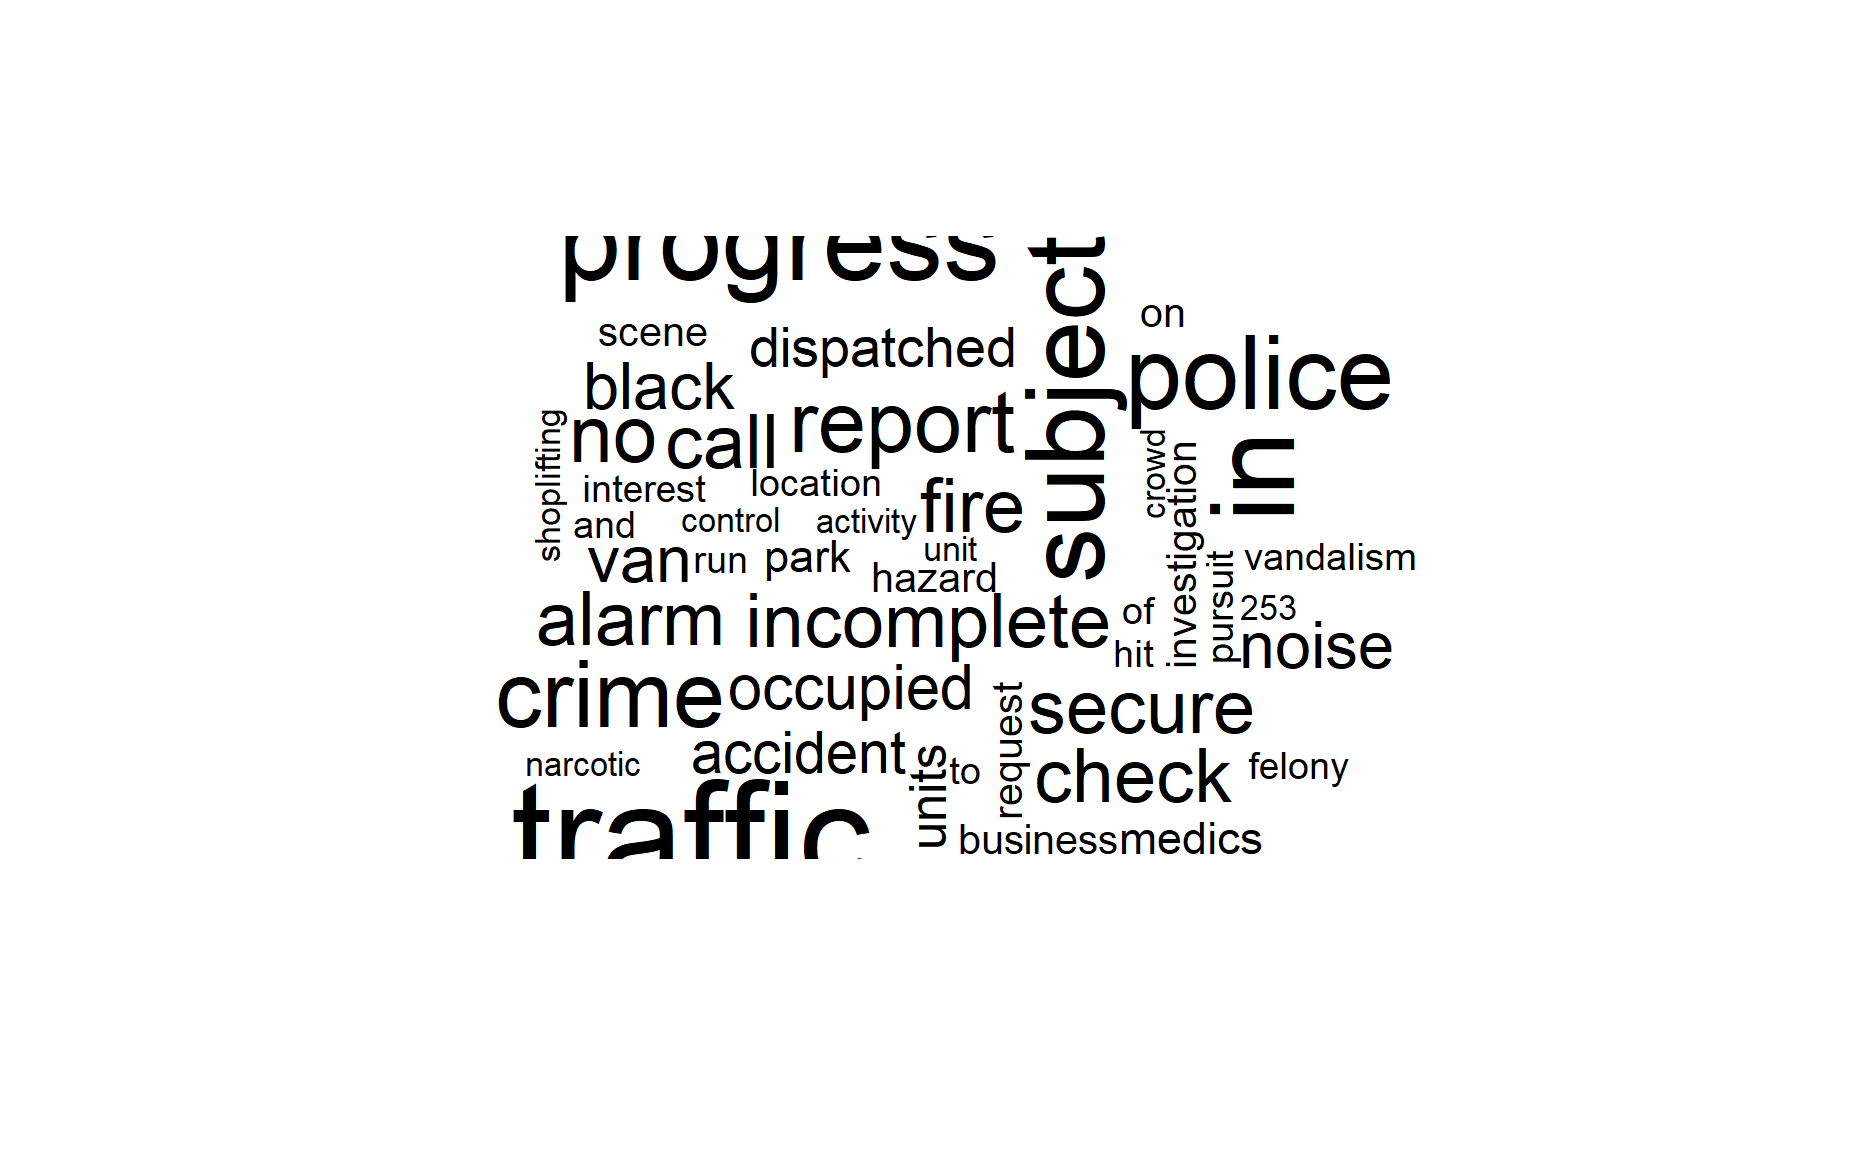 progress
subject
on
scene
dispatched
police
black
report
no
call
in
shoplifting
crowd
investigation
interest
location
fire
and
control
activity
van
run
park
unit
hazard
pursuit
vandalism
alarm
incomplete
of
253
hit
noise
crime
occupied
request
secure
narcotic
accident
units
to
check
felony
traffic
business
medics